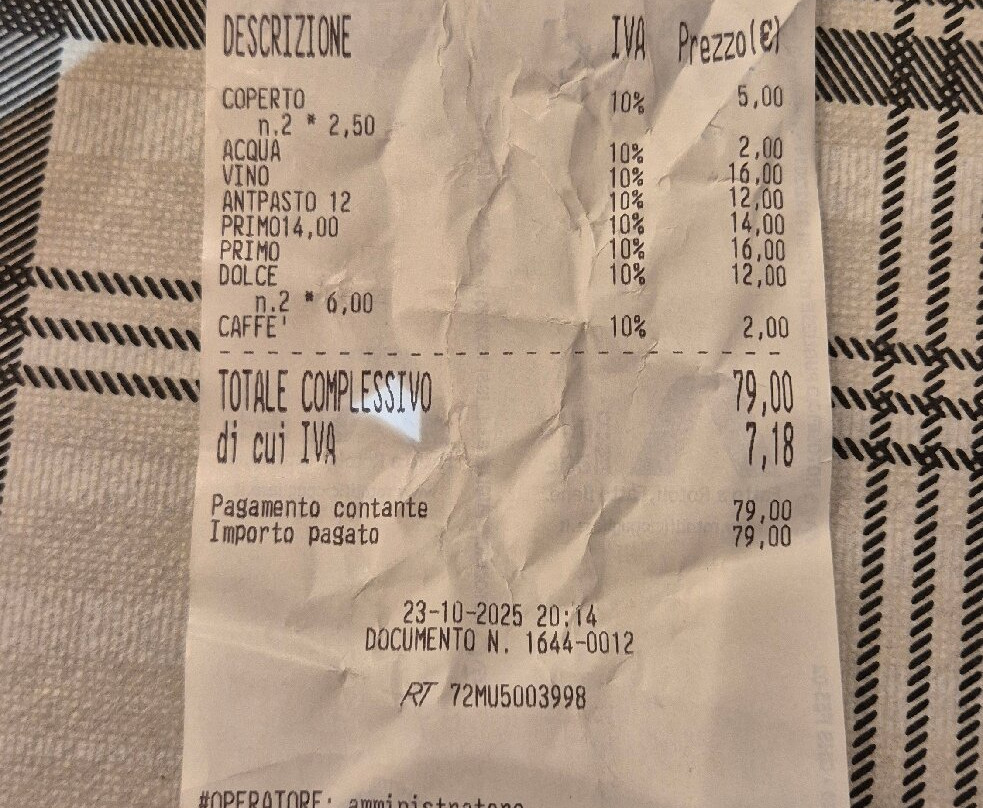 DESCRIZIONE IVA Prezzo(€)
COPERTO 10% 5,00
n.2 * 2,50
ACQUA 10% 2,00
VINO 10% 16,00
ANTPASTO 12 10% 12,00
PRIMO14,00 10% 14,00
PRIMO 10% 16,00
DOLCE 10% 12,00
n.2 * 6,00
CAFFE' 10% 2,00
TOTALE COMPLESSIVO 79,00
di cui IVA 7,18
Pagamento contante 79,00
Importo pagato 79,00
23-10-2025 20:14
DOCUMENTO N. 1644-0012
RT 72MU5003998
#OPERATORE: amministratore